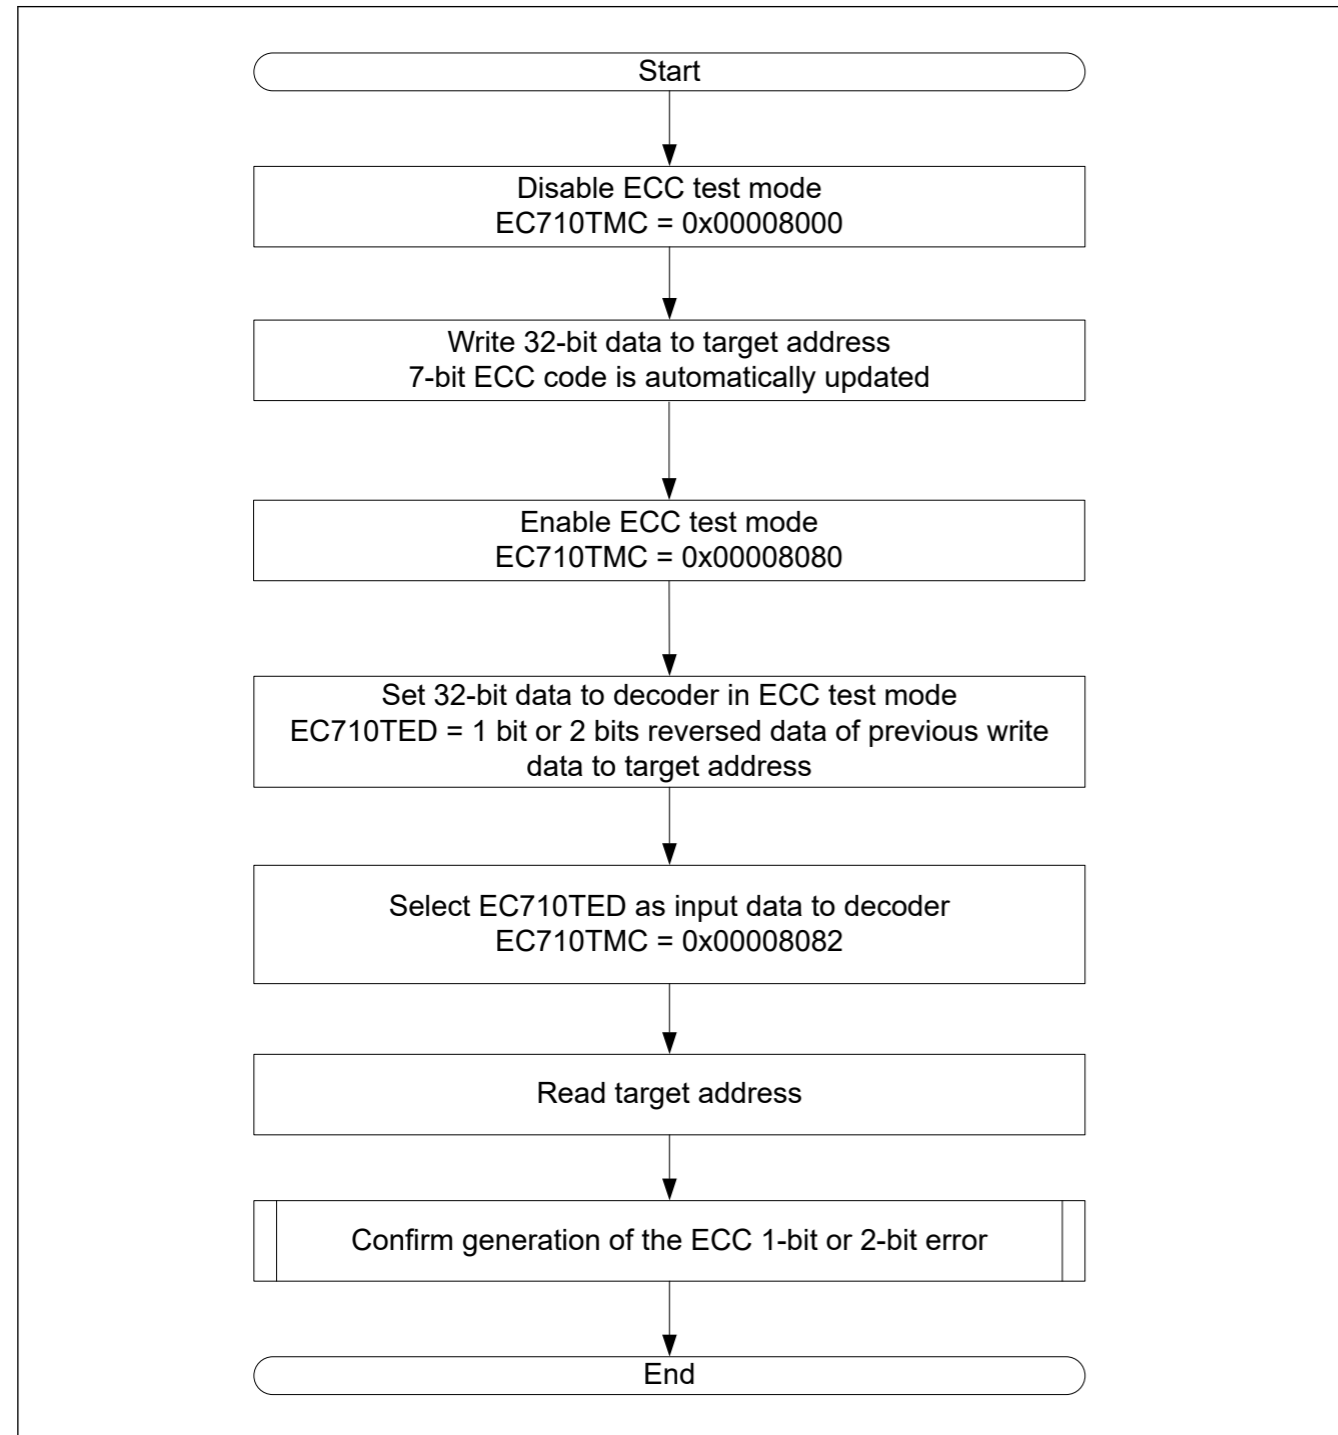 Start
Disable ECC test mode
EC710TMC = 0x00008000
Write 32-bit data to target address
7-bit ECC code is automatically updated
Enable ECC test mode
EC710TMC = 0x00008080
Set 32-bit data to decoder in ECC test mode
EC710TED = 1 bit or 2 bits reversed data of previous write
data to target address
Select EC710TED as input data to decoder
EC710TMC = 0x00008082
Read target address
Confirm generation of the ECC 1-bit or 2-bit error
End